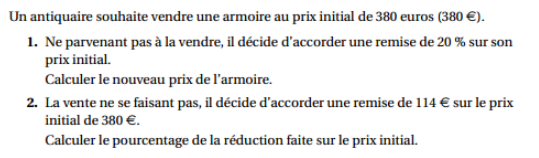 Un antiquaire souhaite vendre une armoire au prix initial de 380 euros (380 €).
1. Ne parvenant pas à la vendre, il décide d'accorder une remise de 20 % sur son
prix initial.
Calculer le nouveau prix de l'armoire.
2. La vente ne se faisant pas, il décide d'accorder une remise de 114 € sur le prix
initial de 380 €.
Calculer le pourcentage de la réduction faite sur le prix initial.